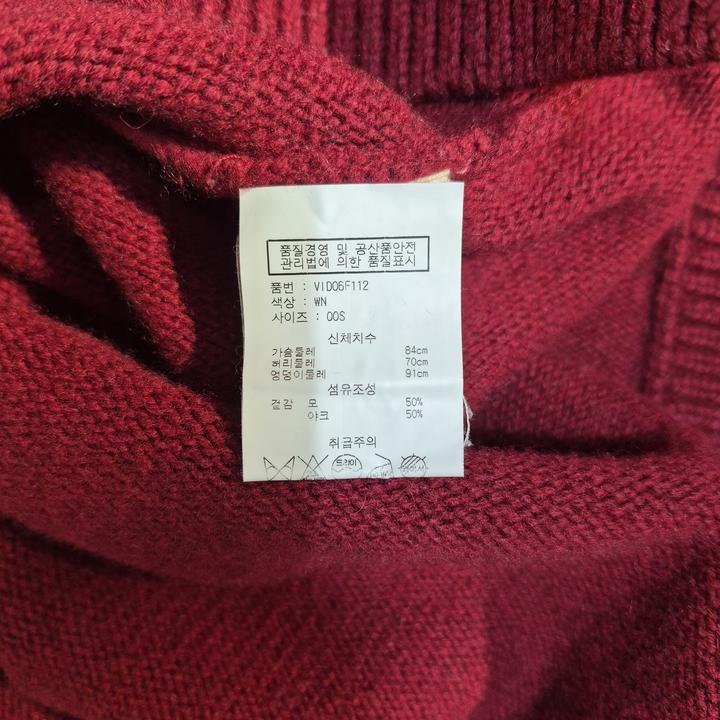 품질경영 및 공산품안전
관리법에 의한 품질표시
품번 : VID06F112
색상 : WN
사이즈 : 00S
신체치수
가슴둘레 84cm
허리둘레 70cm
엉덩이둘레 91cm
섬유조성
겉감 모 50%
야크 50%
취급주의
드라이